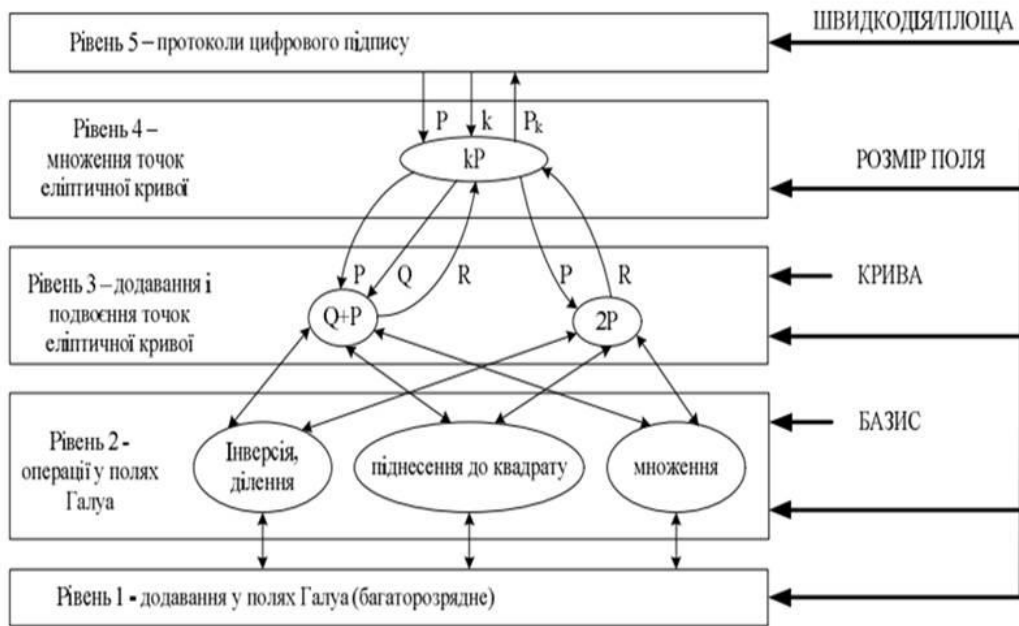 ШВИДКОДІЯ/ПЛОЩА
Рівень 5 – протоколи цифрового підпису
P
k
Pk
Рівень 4 –
множення точок
еліптичної кривої
kP
РОЗМІР ПОЛЯ
P
Q
R
P
R
Рівень 3 – додавання і
подвоєння точок
еліптичної кривої
Q+P
2P
КРИВА
БАЗИС
Рівень 2 -
операції у полях
Галуа
Інверсія,
ділення
піднесення до квадрату
множення
Рівень 1 - додавання у полях Галуа (багаторозрядне)